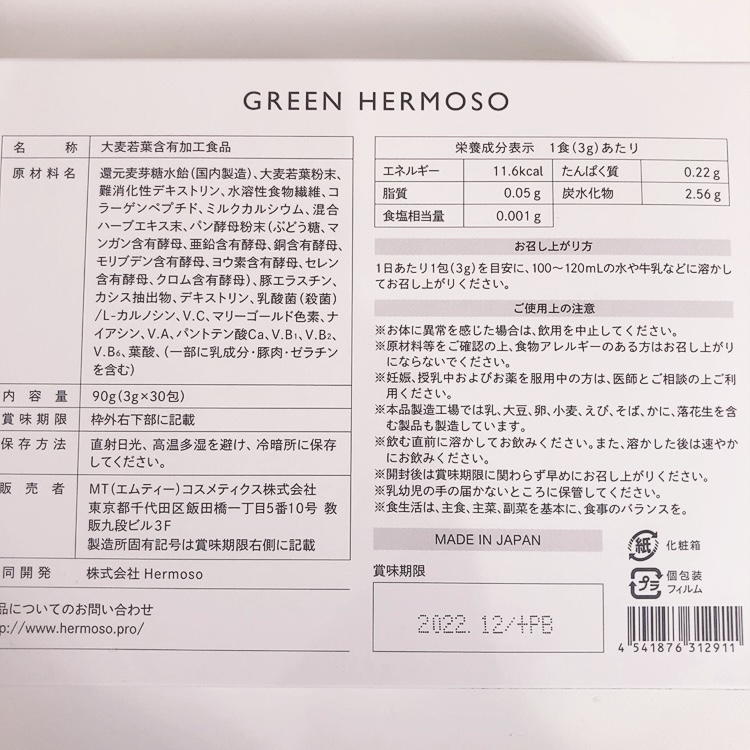 GREEN HERMOSO
名称 大麦若葉含有加工食品
原材料名 還元麦芽糖水飴(国内製造)、大麦若葉粉末、
難消化性デキストリン、水溶性食物繊維、コ
ラーゲンペプチド、ミルクカルシウム、混合
ハーブエキス末、パン酵母粉末(ぶどう糖、マ
ンガン含有酵母、亜鉛含有酵母、銅含有酵母、
モリブデン含有酵母、ヨウ素含有酵母、セレン
含有酵母、クロム含有酵母)、豚エラスチン、
カシス抽出物、デキストリン、乳酸菌(殺菌)
/L-カルノシン、V.C、マリーゴールド色素、ナ
イアシン、V.A、パントテン酸Ca、V.B₁、V.B₂、
V.B₆、葉酸、(一部に乳成分・豚肉・ゼラチン
を含む)
内容量 90g(3g×30包)
賞味期限 枠外右下部に記載
保存方法 直射日光、高温多湿を避け、冷暗所に保存
してください。
販売者 MT(エムティー)コスメティクス株式会社
東京都千代田区飯田橋一丁目5番10号 教
販九段ビル3F
製造所固有記号は賞味期限右側に記載
同開発 株式会社Hermoso
品についてのお問い合わせ
p://www.hermoso.pro/
栄養成分表示 1食(3g)あたり
エネルギー 11.6kcal たんぱく質 0.22g
脂質 0.05g 炭水化物 2.56g
食塩相当量 0.001g
お召し上がり方
1日あたり1包(3g)を目安に、100〜120mLの水や牛乳などに溶かし
てお召し上がりください。
ご使用上の注意
※お体に異常を感じた場合は、飲用を中止してください。
※原材料等をご確認の上、食物アレルギーのある方はお召し上がり
にならないでください。
※妊娠、授乳中およびお薬を服用中の方は、医師とご相談の上ご利
用ください。
※本品製造工場では乳、大豆、卵、小麦、えび、そば、かに、落花生を含
む製品も製造しています。
※飲む直前に溶かしてお飲みください。また、溶かした後は速やか
にお飲みください。
※開封後は賞味期限に関わらず早めにお召し上がりください。
※乳幼児の手の届かないところに保管してください。
※食生活は、主食、主菜、副菜を基本に、食事のバランスを。
MADE IN JAPAN
紙 化粧箱
賞味期限
プラ 個包装
フィルム
2022.12/+PB
4 541876 312911